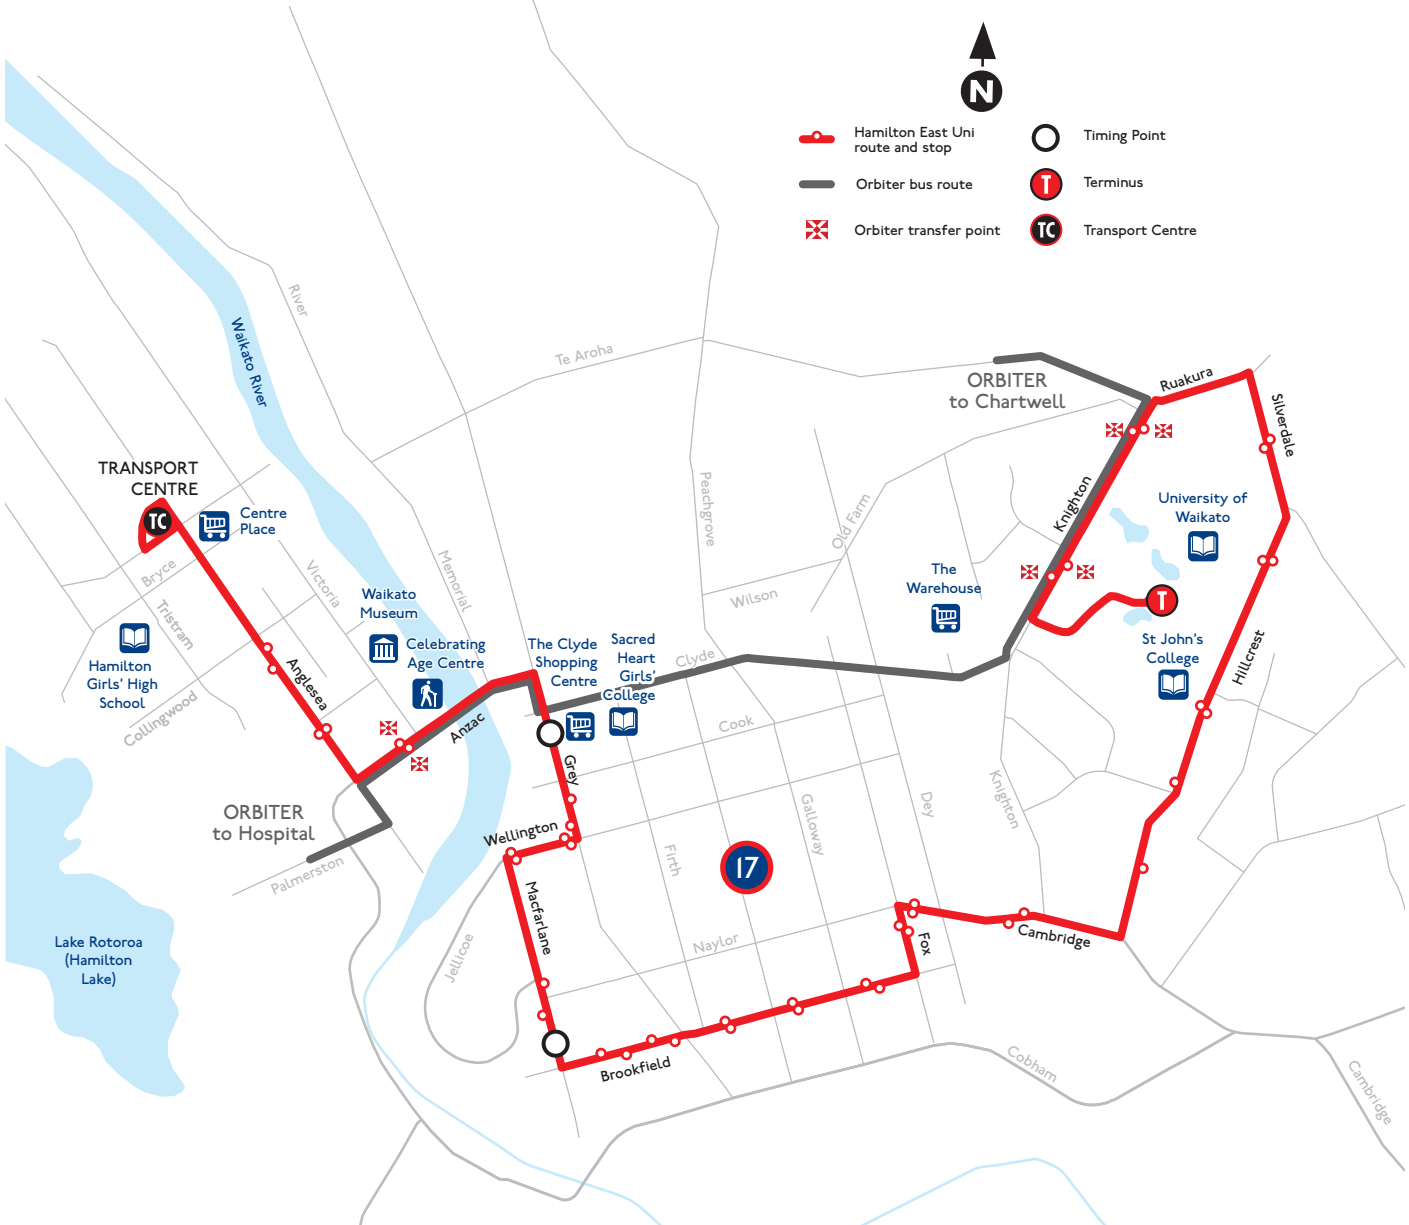 N
Hamilton East Uni
route and stop
Timing Point
Orbiter bus route
T
Terminus
Orbiter transfer point
TC
Transport Centre
River
Waikato River
Te Aroha
ORBITER
to Chartwell
Ruakura
Silverdale
TRANSPORT
CENTRE
TC
Centre
Place
Peachgrove
Old Farm
Knighton
University of
Waikato
Bryce
Victoria
Memorial
Tristram
Waikato
Museum
Wilson
The
Warehouse
T
Celebrating
Age Centre
The Clyde
Shopping
Centre
Sacred
Heart
Girls'
College
Clyde
St John's
College
Hillcrest
Hamilton
Girls' High
School
Anglesea
Collingwood
Anzac
Cook
Grey
Knighton
Dey
Galloway
ORBITER
to Hospital
Wellington
Palmerston
Firth
17
Macfarlane
Jellicoe
Naylor
Fox
Cambridge
Lake Rotoroa
(Hamilton
Lake)
Brookfield
Cobham
Cambridge